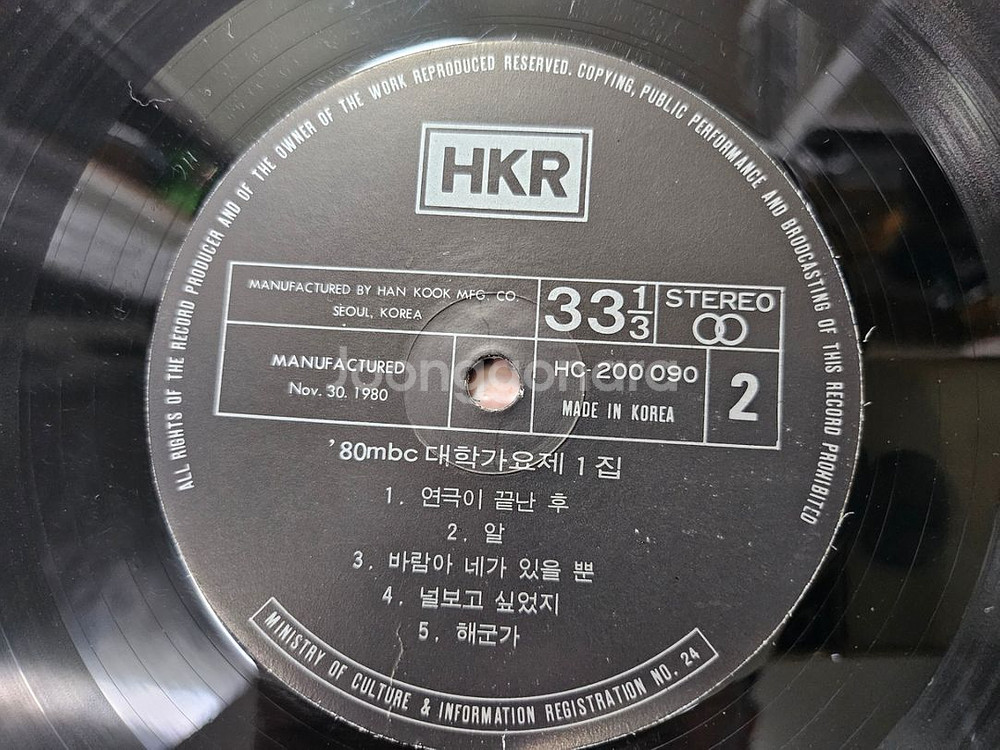 ALL RIGHTS OF THE RECORD PRODUCER AND OF THE OWNER OF THE WORK REPRODUCED RESERVED. COPYING, PUBLIC PERFORMANCE AND BRODCASTING OF THIS RECORD PROHIBITED
HKR
MANUFACTURED BY HAN KOOK MFG. CO.
SEOUL, KOREA
33 1/3
STEREO
MANUFACTURED
Nov. 30. 1980
HC-200090
MADE IN KOREA
2
joonggonara
'80mbc 대학가요제 1 집
1. 연극이 끝난 후
2. 알
3. 바람아 네가 있을 뿐
4. 널보고 싶었지
5. 해군가
MINISTRY OF CULTURE & INFORMATION REGISTRATION NO. 24